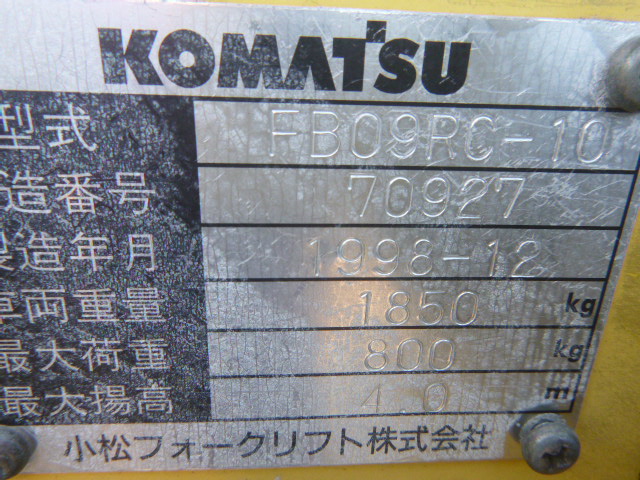 KOMATSU
型式 FB09RC-10
造番号 70927
製造年月 1998-12
車両重量 1850 kg
最大荷重 800 kg
最大揚高 4.0 m
小松フォークリフト株式会社